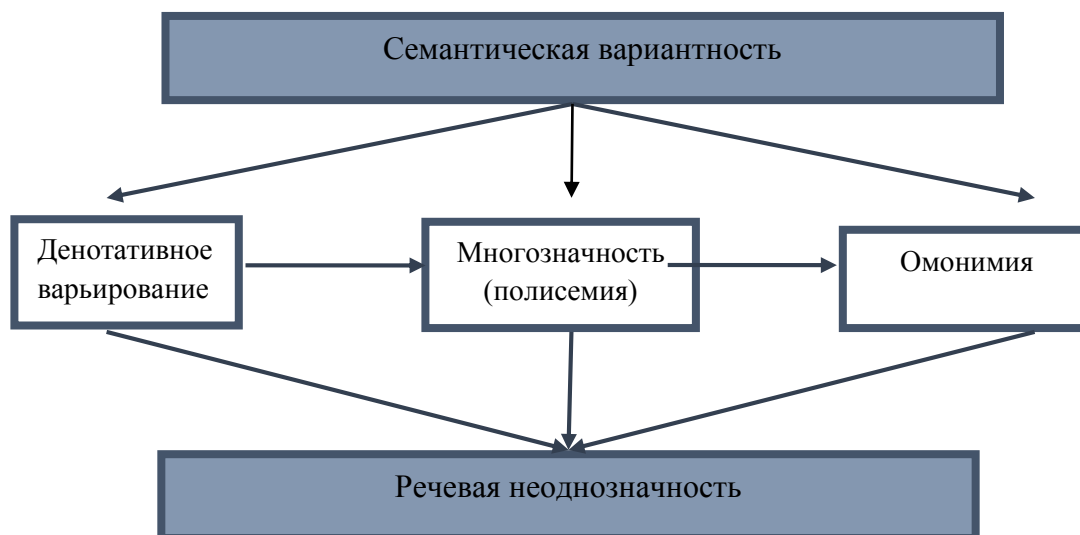 Семантическая вариантность
Денотативное
варьирование
Многозначность
(полисемия)
Омонимия
Речевая неоднозначность